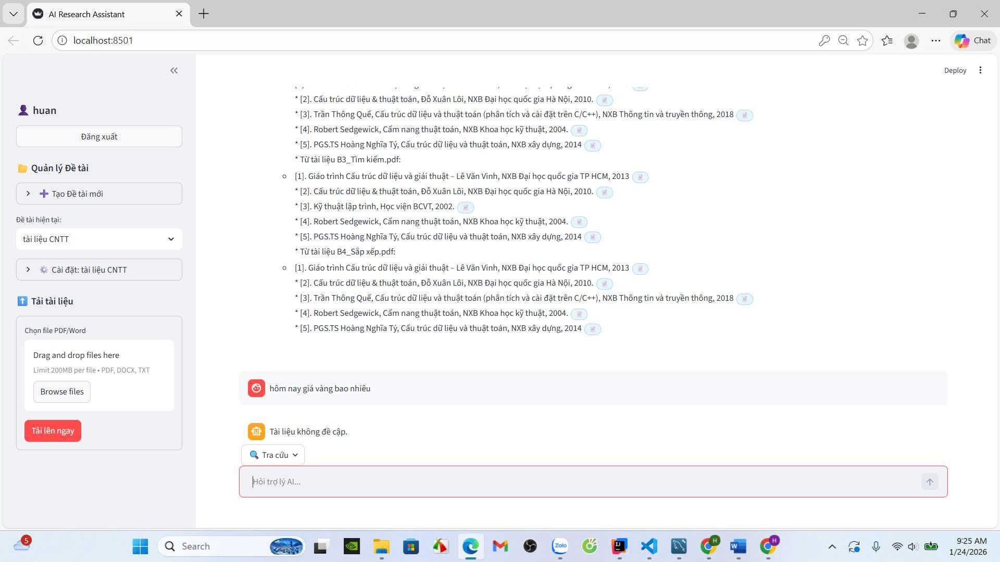 AI Research Assistant
localhost:8501
Chat
Deploy
huan
Đăng xuất
Quản lý Đề tài
Tạo Đề tài mới
Đề tài hiện tại:
tài liệu CNTT
Cài đặt: tài liệu CNTT
Tải tài liệu
Chọn file PDF/Word
Drag and drop files here
Limit 200MB per file • PDF, DOCX, TXT
Browse files
Tải lên ngay
* [2]. Cấu trúc dữ liệu & thuật toán, Đỗ Xuân Lôi, NXB Đại học quốc gia Hà Nội, 2010.
* [3]. Trần Thông Quế, Cấu trúc dữ liệu và thuật toán (phân tích và cài đặt trên C/C++), NXB Thông tin và truyền thông, 2018
* [4]. Robert Sedgewick, Cẩm nang thuật toán, NXB Khoa học kỹ thuật, 2004.
* [5]. PGS.TS Hoàng Nghĩa Tý, Cấu trúc dữ liệu và thuật toán, NXB xây dựng, 2014
* Từ tài liệu B3_Tìm kiếm.pdf:
[1]. Giáo trình Cấu trúc dữ liệu và giải thuật – Lê Văn Vinh, NXB Đại học quốc gia TP HCM, 2013
* [2]. Cấu trúc dữ liệu & thuật toán, Đỗ Xuân Lôi, NXB Đại học quốc gia Hà Nội, 2010.
* [3]. Kỹ thuật lập trình, Học viện BCVT, 2002.
* [4]. Robert Sedgewick, Cẩm nang thuật toán, NXB Khoa học kỹ thuật, 2004.
* [5]. PGS.TS Hoàng Nghĩa Tý, Cấu trúc dữ liệu và thuật toán, NXB xây dựng, 2014
* Từ tài liệu B4_Sắp xếp.pdf:
[1]. Giáo trình Cấu trúc dữ liệu và giải thuật – Lê Văn Vinh, NXB Đại học quốc gia TP HCM, 2013
* [2]. Cấu trúc dữ liệu & thuật toán, Đỗ Xuân Lôi, NXB Đại học quốc gia Hà Nội, 2010.
* [3]. Trần Thông Quế, Cấu trúc dữ liệu và thuật toán (phân tích và cài đặt trên C/C++), NXB Thông tin và truyền thông, 2018
* [4]. Robert Sedgewick, Cẩm nang thuật toán, NXB Khoa học kỹ thuật, 2004.
* [5]. PGS.TS Hoàng Nghĩa Tý, Cấu trúc dữ liệu và thuật toán, NXB xây dựng, 2014
hôm nay giá vàng bao nhiêu
Tài liệu không đề cập.
Tra cứu
Hỏi trợ lý AI...
5
Search
Zalo
H
H
9:25 AM
1/24/2026